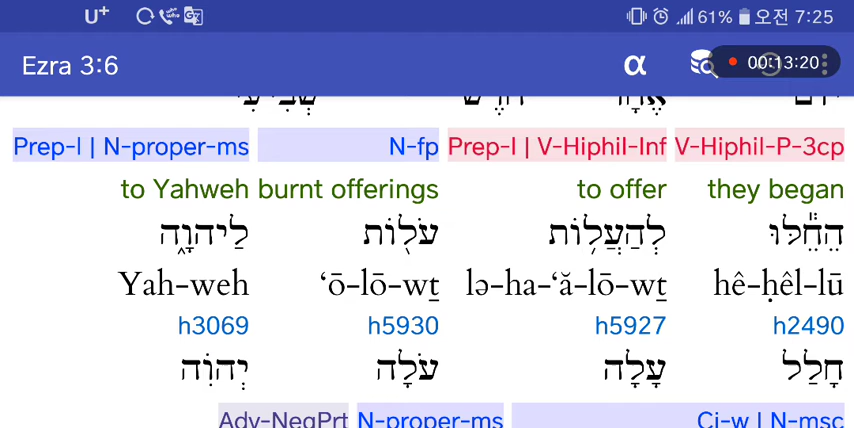 U+ 61% 오전 7:25
Ezra 3:6 α 00:13:20
Prep-l | N-proper-ms N-fp Prep-l | V-Hiphil-Inf V-Hiphil-P-3cp
to Yahweh burnt offerings to offer they began
הֵחֵ֕לּוּ לְהַעֲל֥וֹת עֹל֖וֹת לַיהוָ֑ה
Yah-weh ‘ō-lō-wṯ lə-ha-‘ă-lō-wṯ hê-ḥêl-lū
h3069 h5930 h5927 h2490
חָלַל עָלָה עֹלָה יְהוִֹה
Adv-NegPrt N-proper-ms Cj-w | N-msc